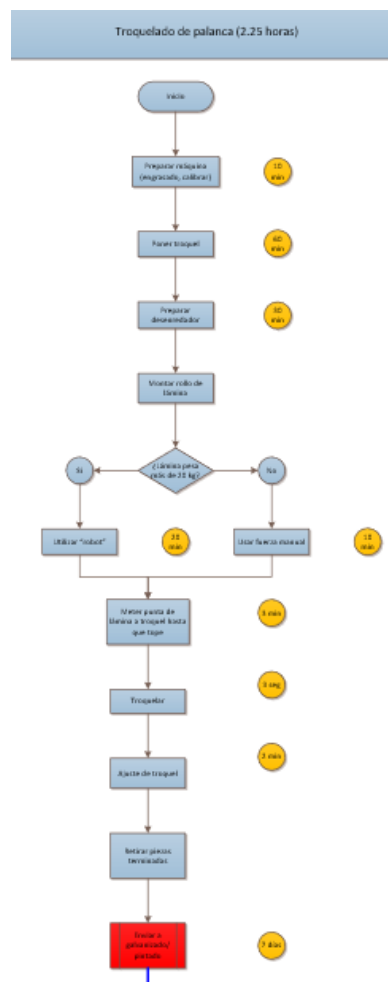 Troquelado de palanca (2.25 horas)
Inicio
Preparar máquina
(engrasado, calibrar)
10
min
Poner troquel
60
min
Preparar
desenredador
30
min
Montar rollo de
lámina
¿Lámina pesa
más de 20 kg?
Si
No
Utilizar "robot"
20
min
Usar fuerza manual
10
min
Meter punta de
lámina a troquel hasta
que tope
3 min
Troquelar
3 seg
Ajuste de troquel
2 min
Retirar piezas
terminadas
Enviar a
galvanizado/
pintado
7 días